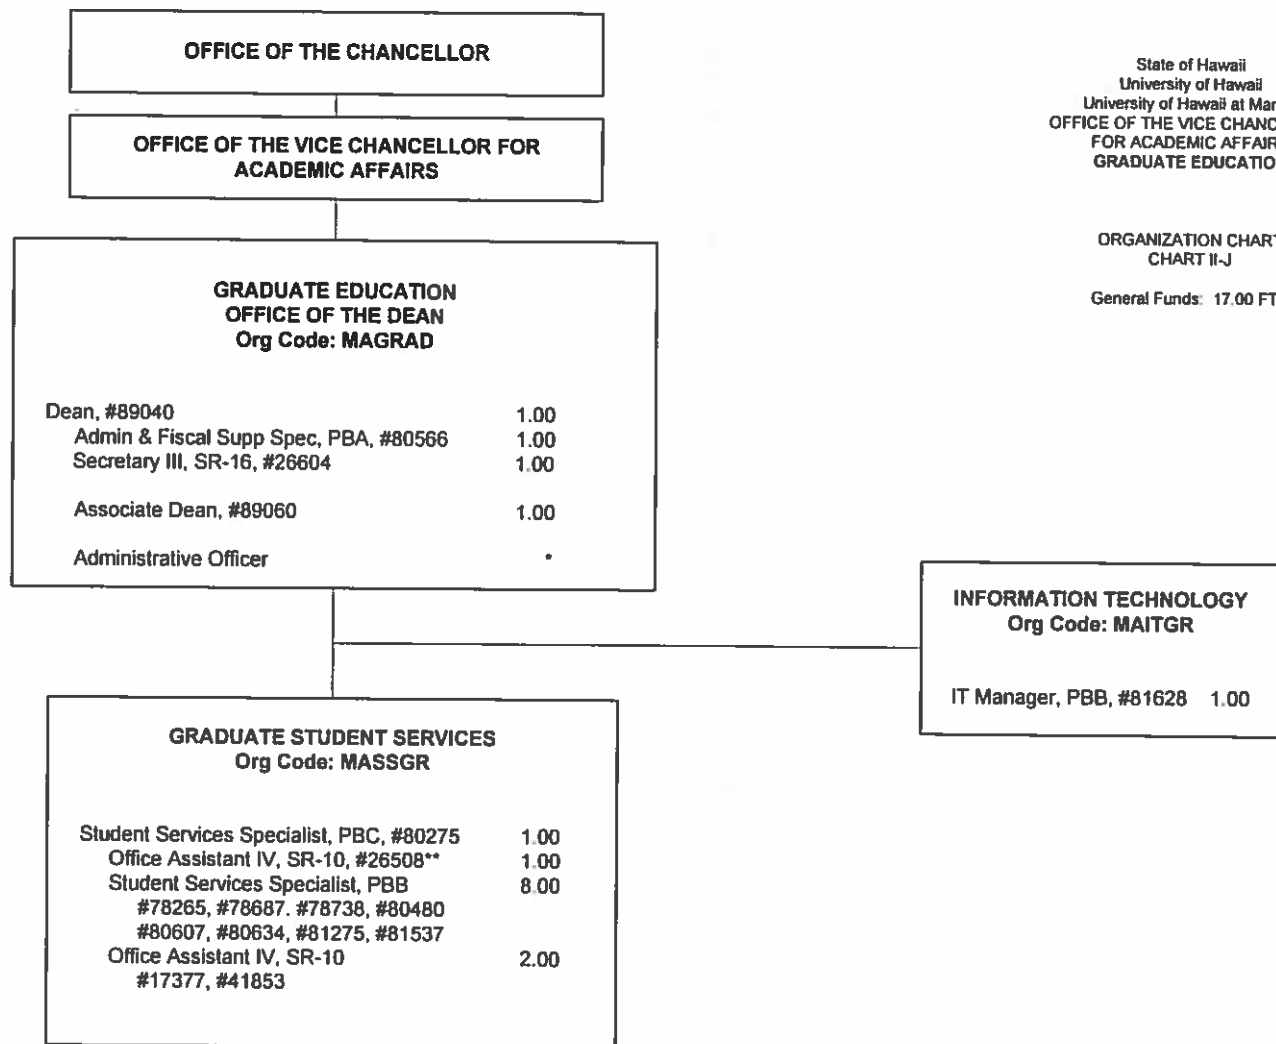 OFFICE OF THE CHANCELLOR
OFFICE OF THE VICE CHANCELLOR FOR
ACADEMIC AFFAIRS
State of Hawaii
University of Hawaii
University of Hawaii at
OFFICE OF THE VICE
FOR ACADEMIC
GRADUATE
ORGANIZATION
CHART II-J
General Funds: 17.00
GRADUATE EDUCATION
OFFICE OF THE DEAN
Org Code: MAGRAD
Dean, #89040 1.00
Admin & Fiscal Supp Spec, PBA, #80566 1.00
Secretary III, SR-16, #26604 1.00
Associate Dean, #89060 1.00
Administrative Officer *
INFORMATION TECHNOLOGY
Org Code: MAITGR
IT Manager, PBB, #81628 1.00
GRADUATE STUDENT SERVICES
Org Code: MASSGR
Student Services Specialist, PBC, #80275 1.00
Office Assistant IV, SR-10, #26508** 1.00
Student Services Specialist, PBB 8.00
#78265, #78687. #78738, #80480
#80607, #80634, #81275, #81537
Office Assistant IV, SR-10 2.00
#17377, #41853